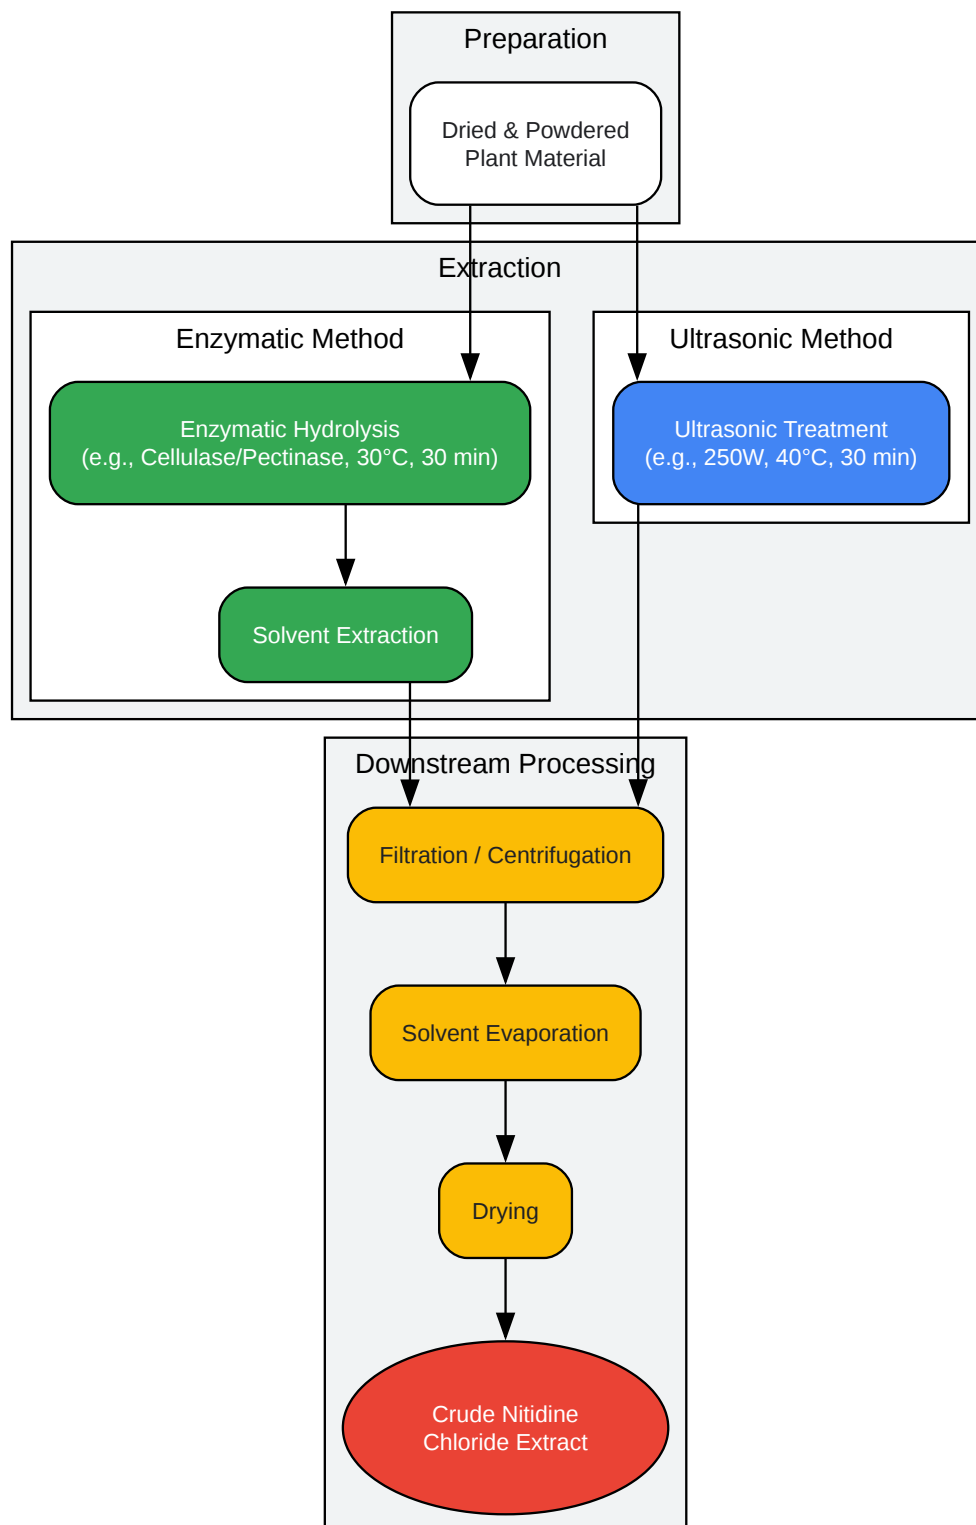 Preparation
Dried & Powdered
Plant Material
Extraction
Enzymatic Method
Enzymatic Hydrolysis
(e.g., Cellulase/Pectinase, 30°C, 30 min)
Solvent Extraction
Ultrasonic Method
Ultrasonic Treatment
(e.g., 250W, 40°C, 30 min)
Downstream Processing
Filtration / Centrifugation
Solvent Evaporation
Drying
Crude Nitidine
Chloride Extract